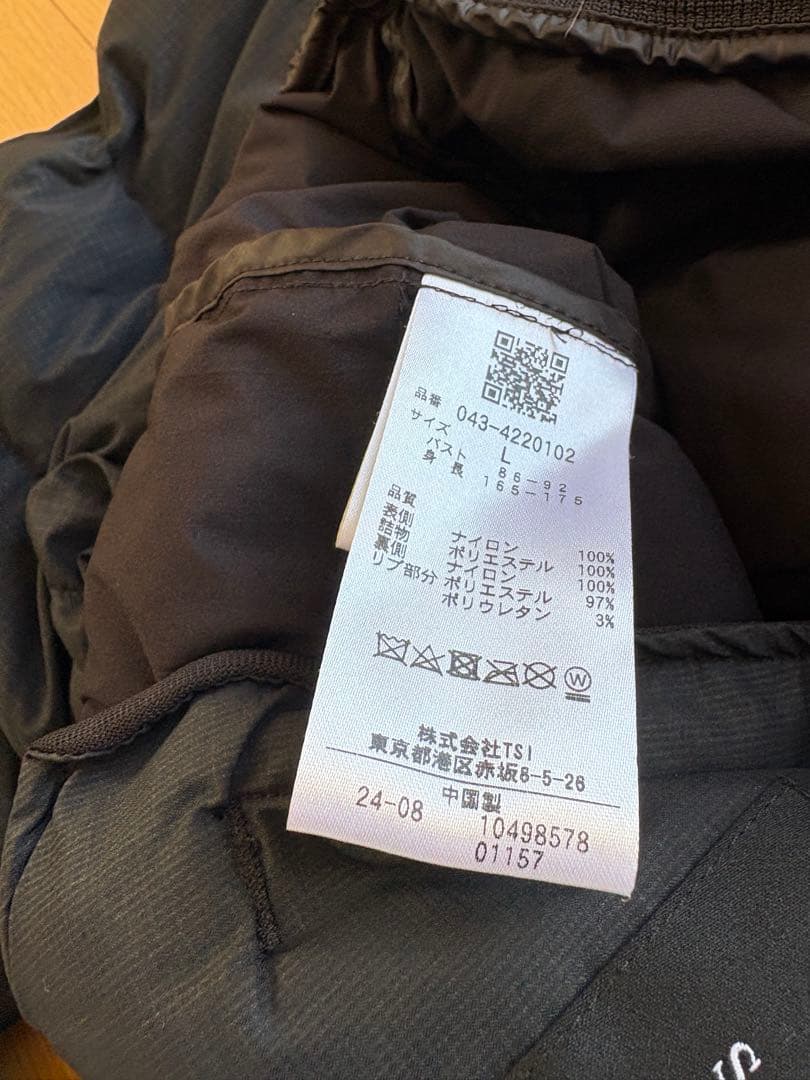 品番 043-4220102
サイズ L
バスト 86-92
身長 165-175
品質
表側 ナイロン 100%
詰物 ポリエステル 100%
裏側 ナイロン 100%
リブ部分 ポリエステル 97%
ポリウレタン 3%
W
株式会社TSI
東京都港区赤坂8-5-26
中国製
24-08 10498578
01157